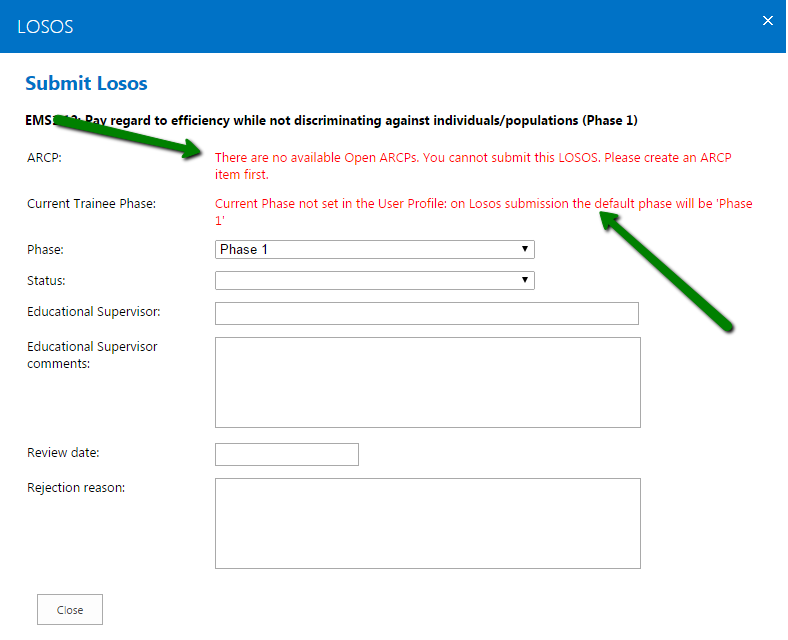 LOSOS
Submit Losos
Pay regard to efficiency while not discriminating against individuals/populations (Phase 1)
ARCP:
There are no available Open ARCPs. You cannot submit this LOSOS. Please create an ARCP
item first.
Current Trainee Phase:
Current Phase not set in the User Profile: on Losos submission the default phase will be 'Phase
1'
Phase:
Phase 1
Status:
Educational Supervisor:
Educational Supervisor
comments:
Review date:
Rejection reason:
Close